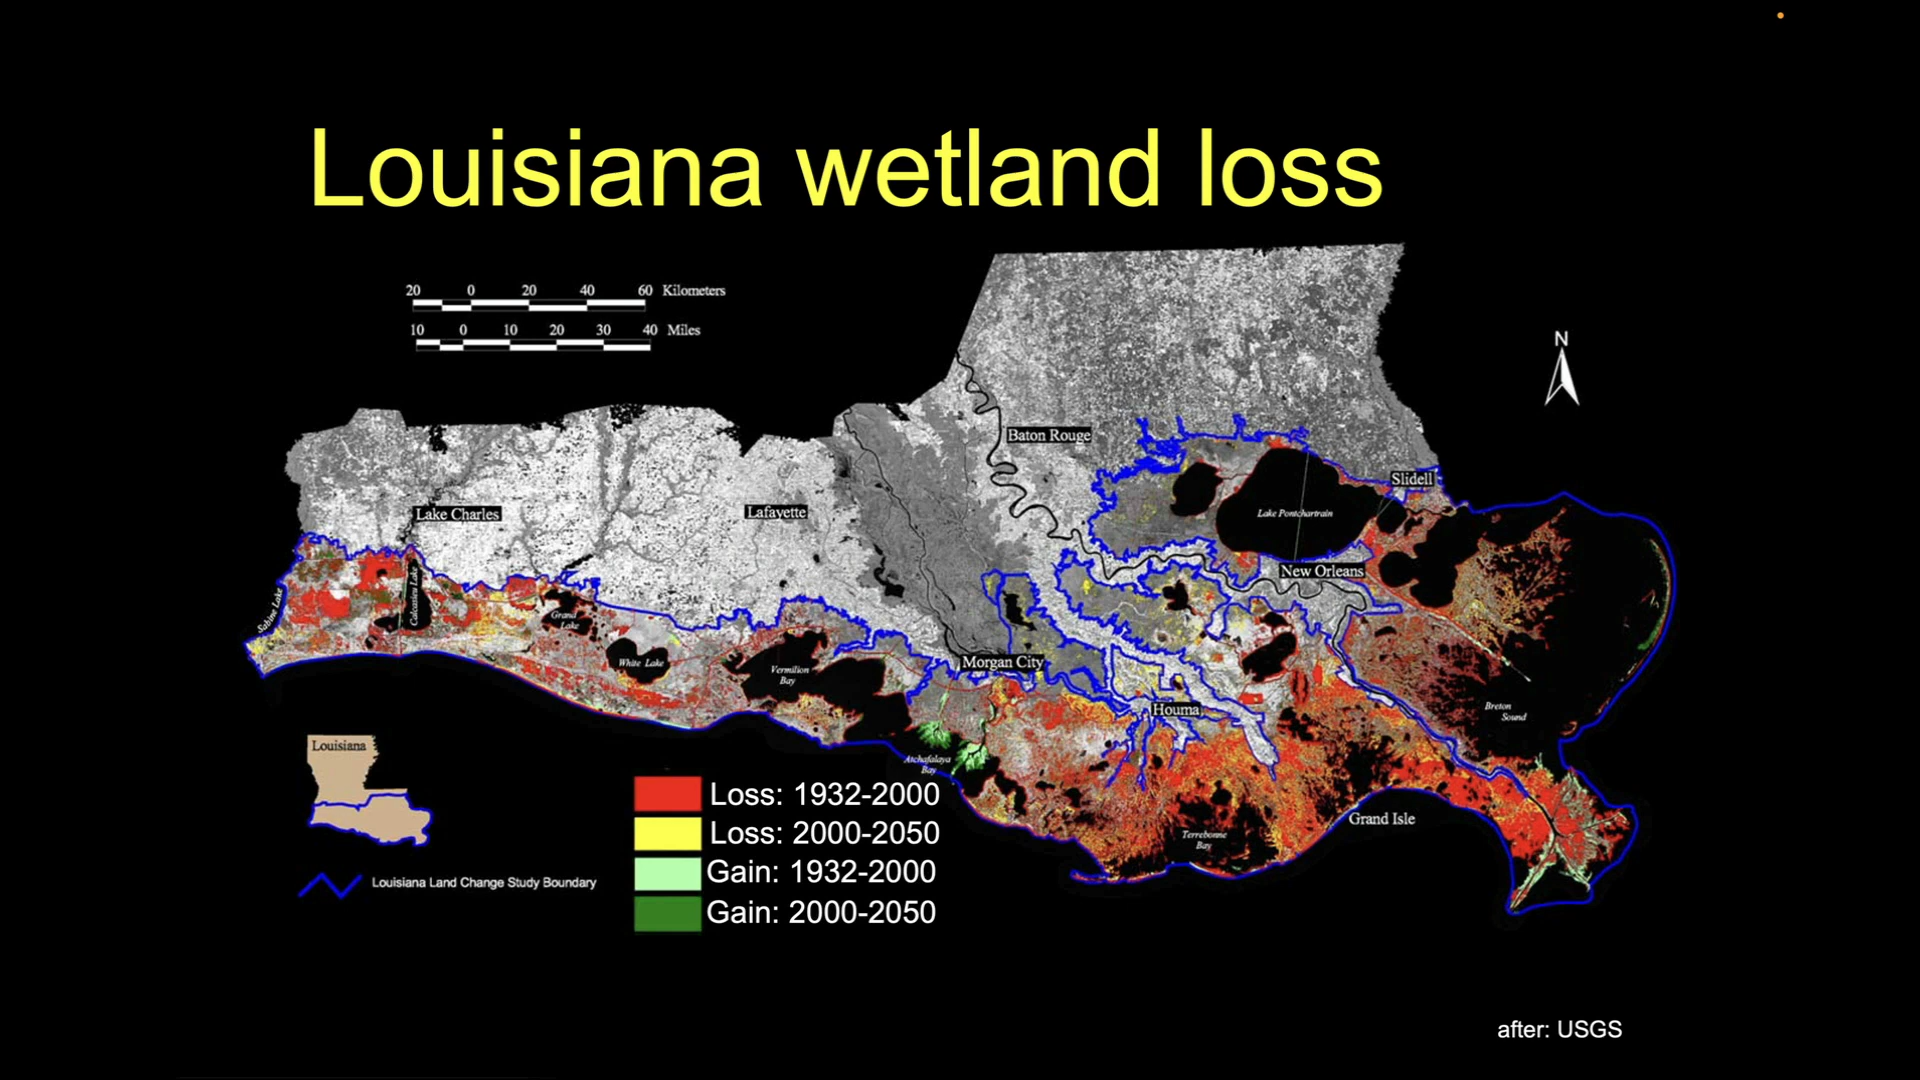 Louisiana wetland loss
20 0 20 40 60 Kilometers
10 0 10 20 30 40 Miles
N
Baton Rouge
Slidell
Lake Charles
Lafayette
Lake Pontchartrain
New Orleans
Sabine Lake
Calcasieu Lake
Grand
Lake
White Lake
Vermilion
Bay
Morgan City
Houma
Breton
Sound
Atchafalaya
Bay
Grand Isle
Terrebonne
Bay
Louisiana
Louisiana Land Change Study Boundary
Loss: 1932-2000
Loss: 2000-2050
Gain: 1932-2000
Gain: 2000-2050
after: USGS